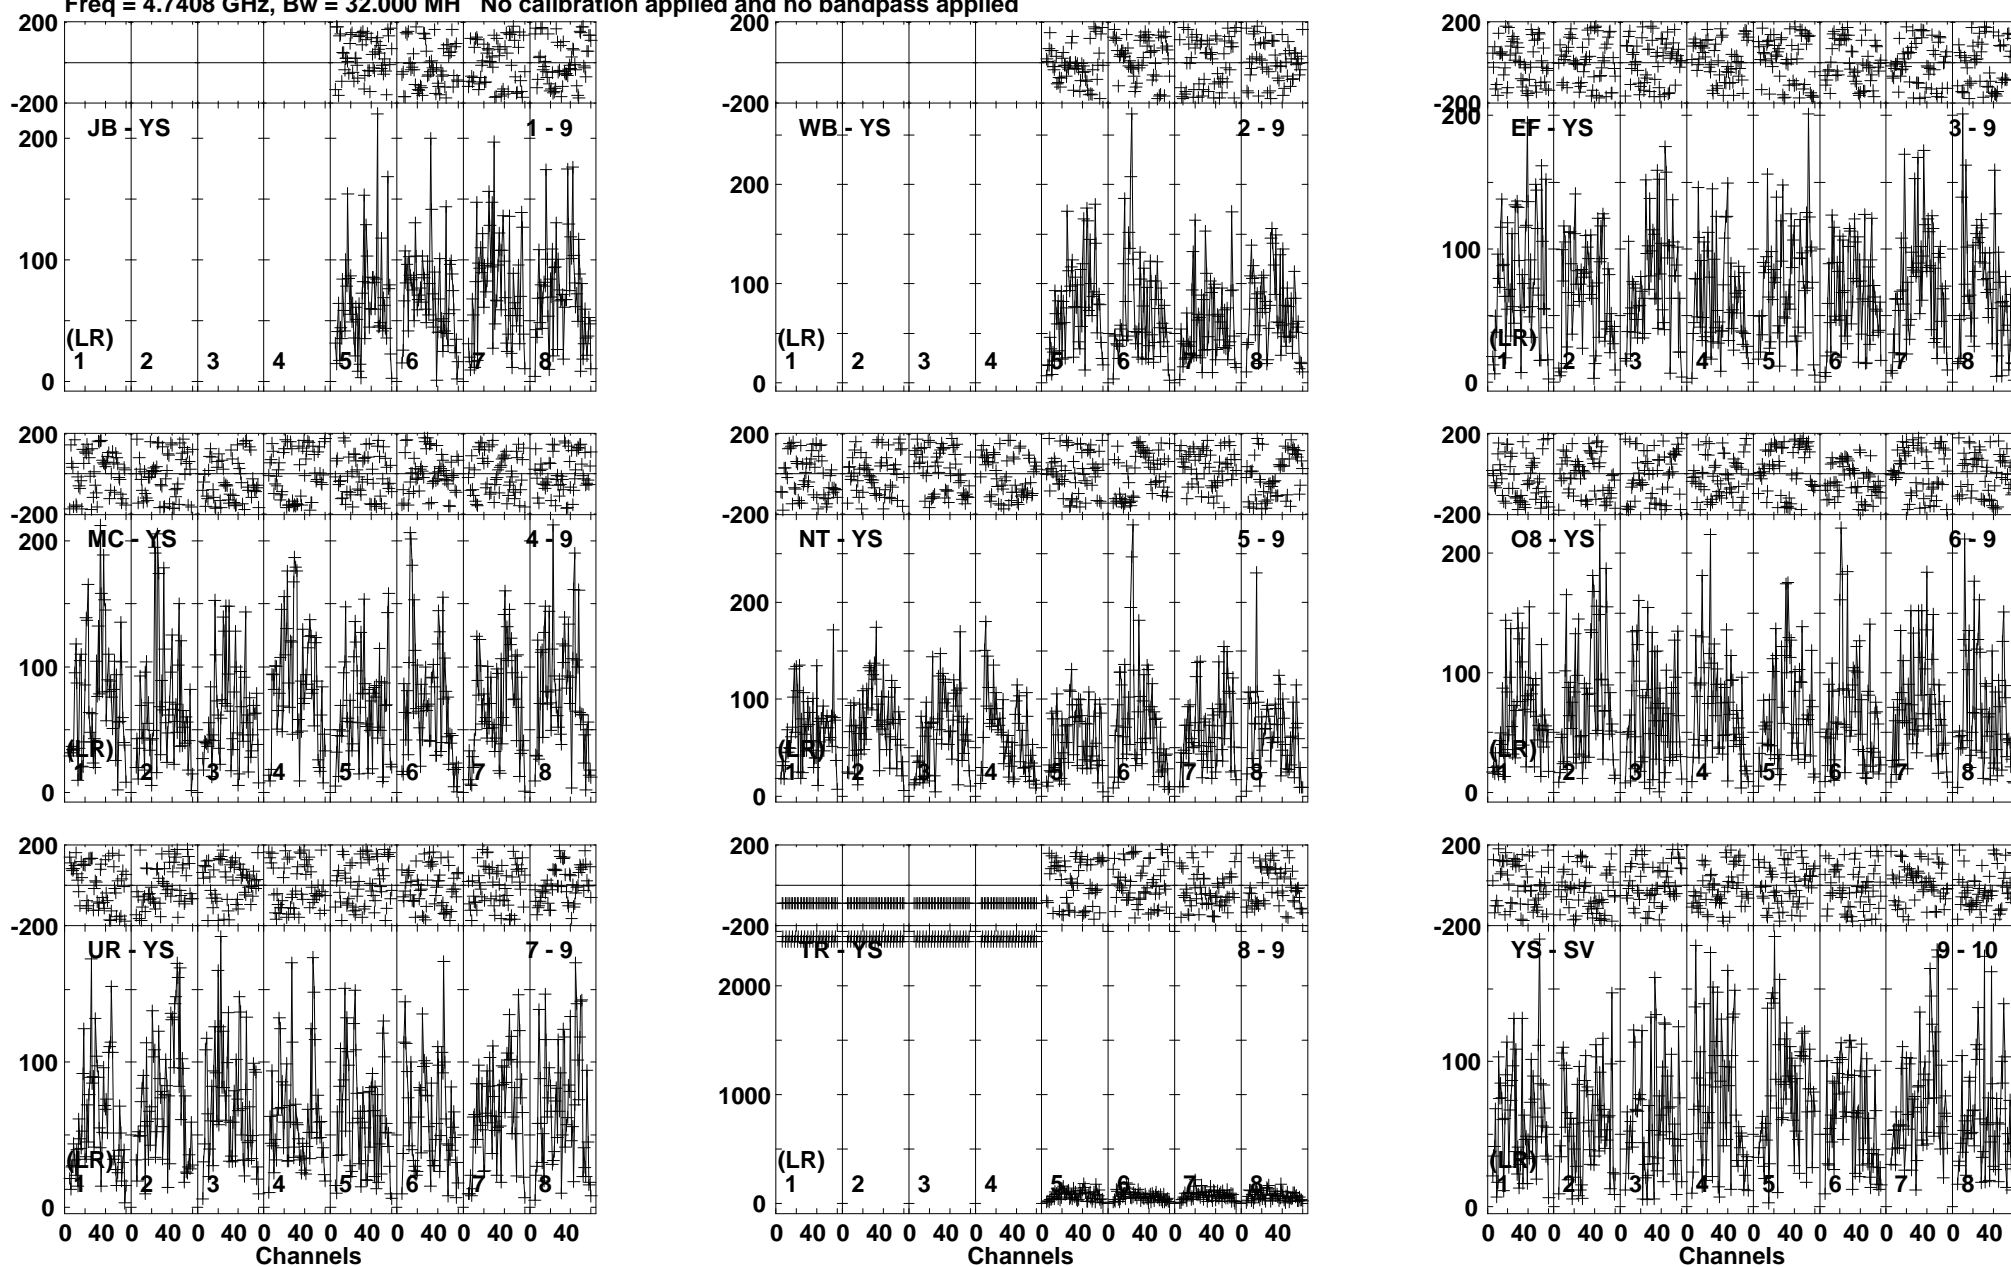 Freq = 4.7408 GHz, Bw = 32.000 MH No calibration applied and no bandpass applied
200 200 200
-200 -200 -200
JB - YS 1 - 9 WB - YS 2 - 9 EF - YS 3 - 9
200 200
200
100 100 100
(LR) (LR) (LR)
1 2 3 4 5 6 7 8 1 2 3 4 5 6 7 8 1 2 3 4 5 6 7 8
0 0 0
200 200 200
-200 -200 -200
MC - YS 4 - 9 NT - YS 5 - 9 O8 - YS 6 - 9
200 200 200
100 100 100
(LR) (LR) (LR)
1 2 3 4 5 6 7 8 1 2 3 4 5 6 7 8 1 2 3 4 5 6 7 8
0 0 0
200 200 200
-200 -200 -200
UR - YS 7 - 9 TR - YS 8 - 9 YS - SV 9 - 10
2000
100 1000 100
(LR) (LR) (LR)
1 2 3 4 5 6 7 8 1 2 3 4 5 6 7 8 1 2 3 4 5 6 7 8
0 0 0
0 40 0 40 0 40 0 40 0 40 0 40 0 40 0 40 0 40 0 40 0 40 0 40 0 40 0 40 0 40 0 40 0 40 0 40 0 40 0 40 0 40 0 40 0 40 0 40
Channels Channels Channels